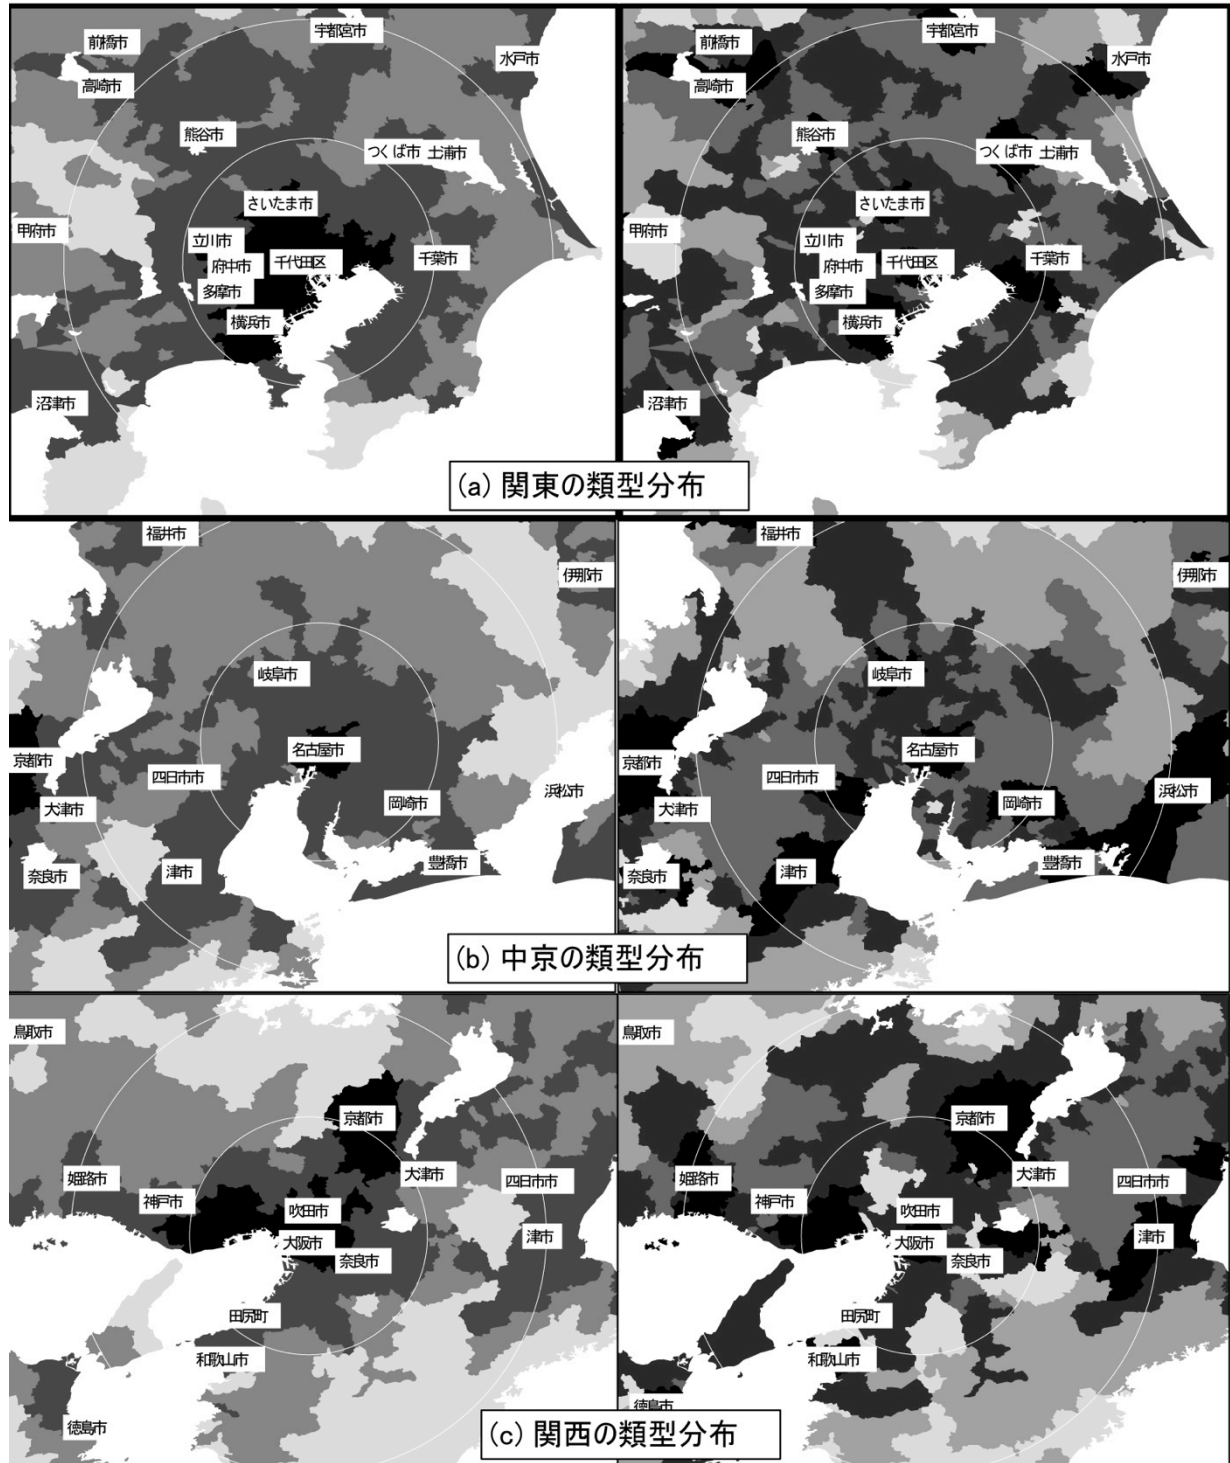 前橋市
宇都宮市
水戸市
高崎市
熊谷市
つくば市
土浦市
さいたま市
甲府市
立川市
府中市
千代田区
千葉市
多摩市
横浜市
沼津市
前橋市
宇都宮市
水戸市
高崎市
熊谷市
つくば市
土浦市
さいたま市
甲府市
立川市
府中市
千代田区
千葉市
多摩市
横浜市
沼津市
(a) 関東の類型分布
福井市
伊那市
岐阜市
京都市
名古屋市
四日市市
大津市
岡崎市
浜松市
奈良市
津市
豊橋市
福井市
伊那市
岐阜市
京都市
名古屋市
四日市市
大津市
岡崎市
浜松市
奈良市
津市
豊橋市
(b) 中京の類型分布
鳥取市
京都市
姫路市
神戸市
大津市
四日市市
吹田市
大阪市
津市
奈良市
田尻町
和歌山市
徳島市
鳥取市
京都市
姫路市
神戸市
大津市
四日市市
吹田市
大阪市
津市
奈良市
田尻町
和歌山市
徳島市
(c) 関西の類型分布